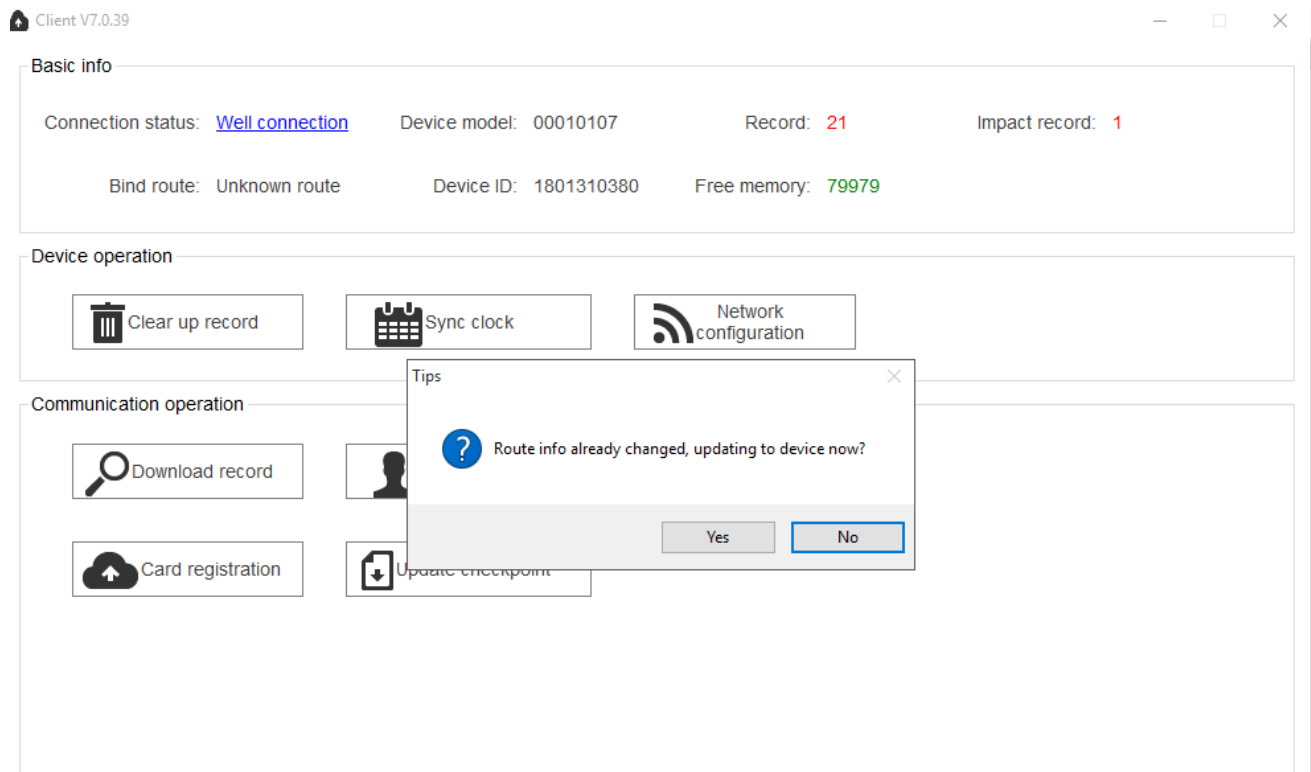 Client V7.0.39
Basic info
Connection status: Well connection Device model: 00010107 Record: 21 Impact record: 1
Bind route: Unknown route Device ID: 1801310380 Free memory: 79979
Device operation
Clear up record
Sync clock
Network
configuration
Tips
Route info already changed, updating to device now?
Yes No
Communication operation
Download record
Card registration
Update checkpoint